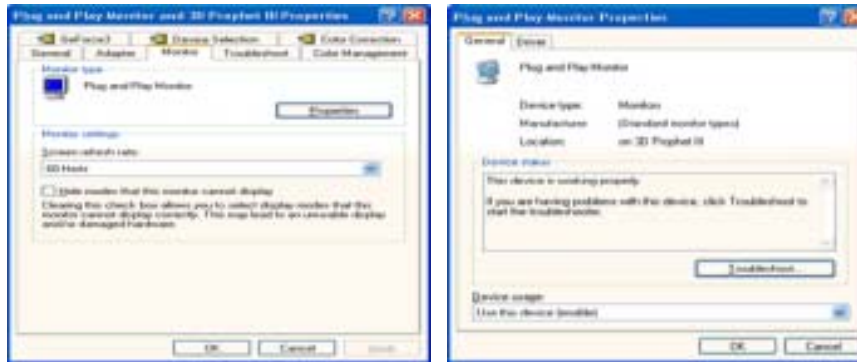 Plug and Play Monitor and 3D Prophet III Properties
GeForce3 Device Selection Color Correction
General Adapter Monitor Troubleshoot Color Management
Monitor type
Plug and Play Monitor
Properties
Monitor settings
Screen refresh rate:
60 Hertz
Hide modes that this monitor cannot display
Clearing this check box allows you to select display modes that this
monitor cannot display correctly. This may lead to an unusable display
and/or damaged hardware.
OK Cancel Apply
Plug and Play Monitor Properties
General Driver
Plug and Play Monitor
Device type: Monitors
Manufacturer: (Standard monitor types)
Location: on 3D Prophet III
Device status
This device is working properly.
If you are having problems with this device, click Troubleshoot to
start the troubleshooter.
Troubleshoot...
Device usage:
Use this device (enable)
OK Cancel